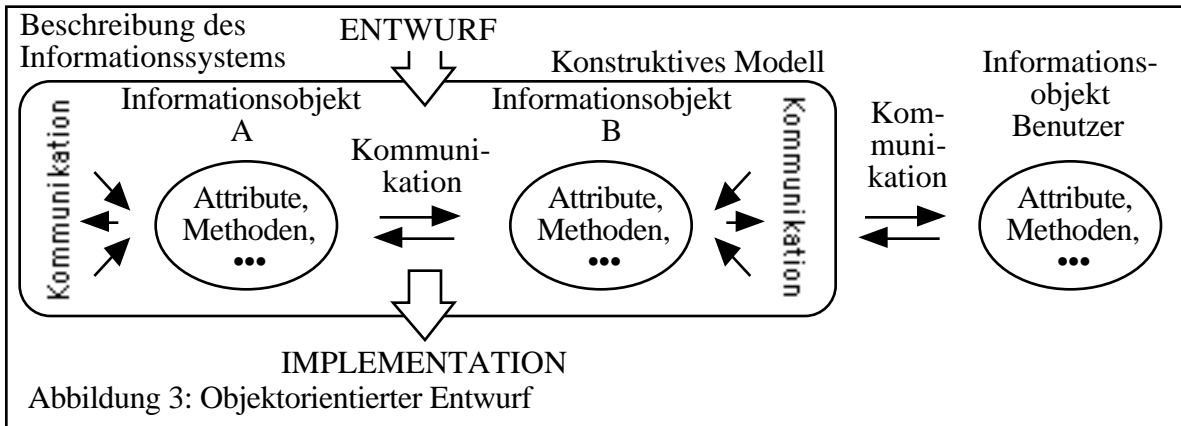 Beschreibung des
Informationssystems
ENTWURF
Konstruktives Modell
Kommunikation
Informationsobjekt
A
Attribute,
Methoden,
•••
Kommuni-
kation
Informationsobjekt
B
Attribute,
Methoden,
•••
Kommunikation
Kom-
muni-
kation
Informations-
objekt
Benutzer
Attribute,
Methoden,
•••
IMPLEMENTATION
Abbildung 3: Objektorientierter Entwurf